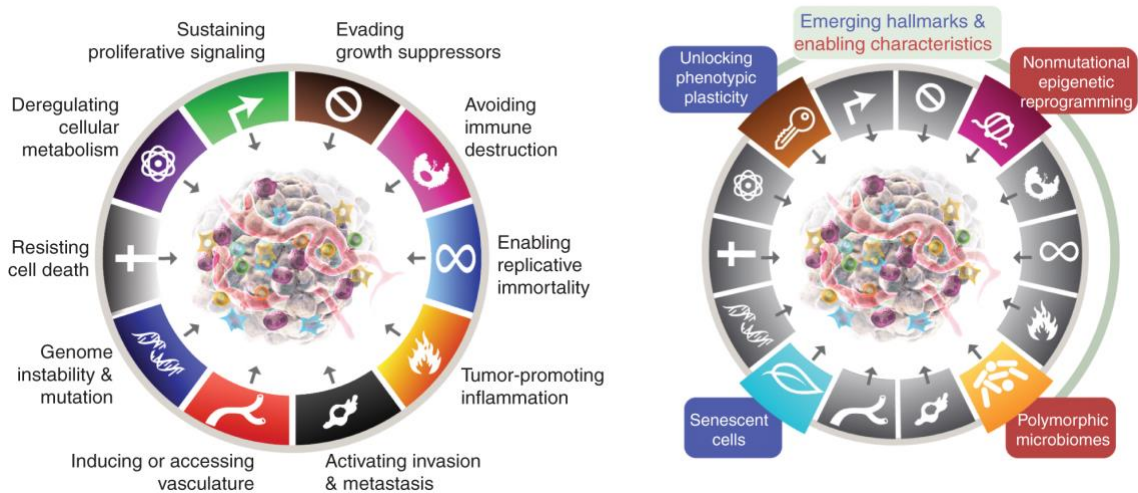 Sustaining
proliferative signaling
Evading
growth suppressors
Deregulating
cellular
metabolism
Avoiding
immune
destruction
Resisting
cell death
Enabling
replicative
immortality
Genome
instability &
mutation
Tumor-promoting
inflammation
Inducing or accessing
vasculature
Activating invasion
& metastasis
Emerging hallmarks &
enabling characteristics
Unlocking
phenotypic
plasticity
Nonmutational
epigenetic
reprogramming
Senescent
cells
Polymorphic
microbiomes